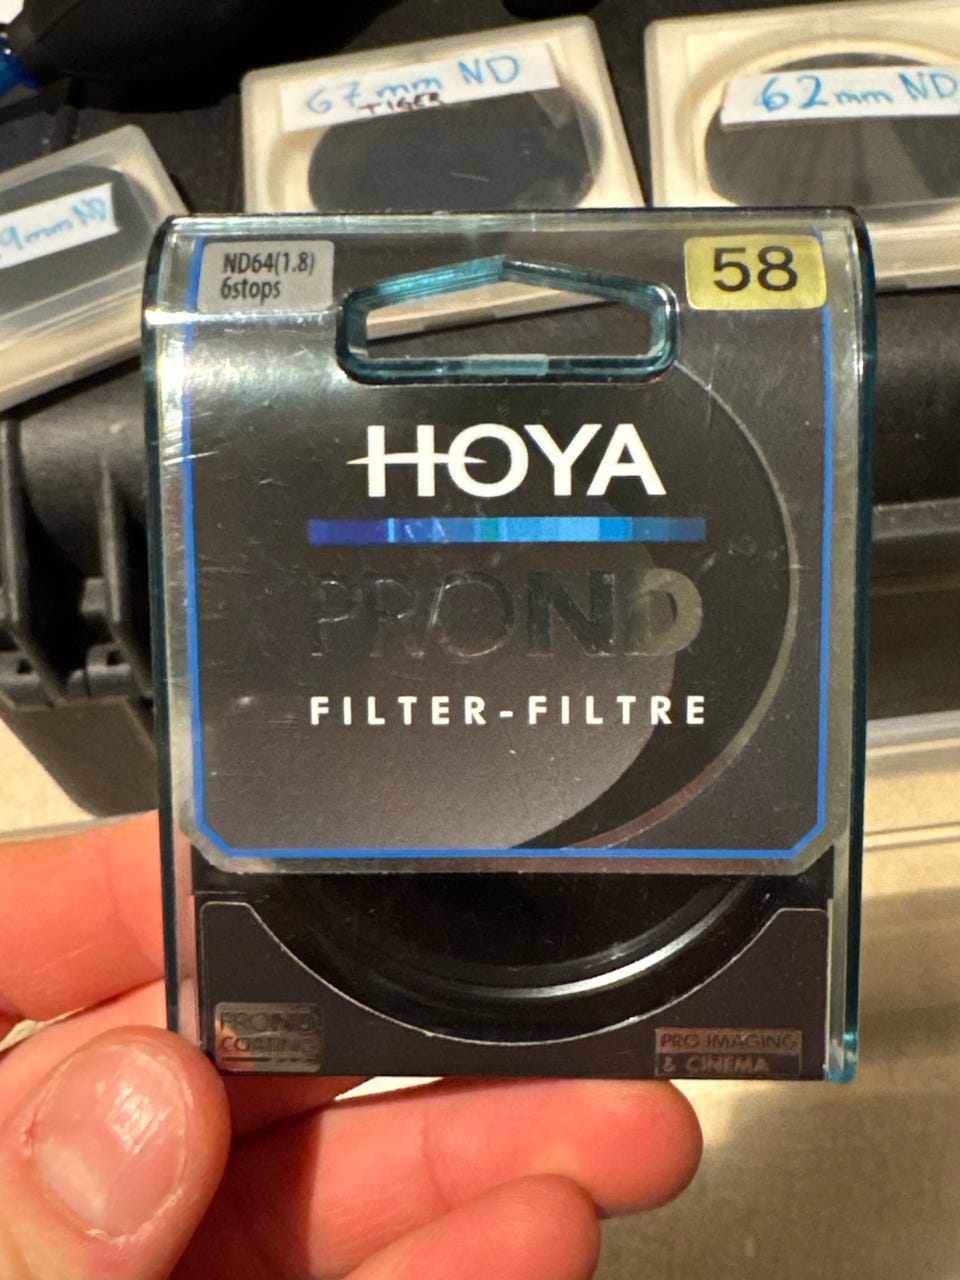 67mm ND
TIGER
62mm ND
9mm ND
ND64(1.8)
6stops
58
HOYA
PROND
FILTER-FILTRE
PROND
COATING
PRO IMAGING
& CINEMA